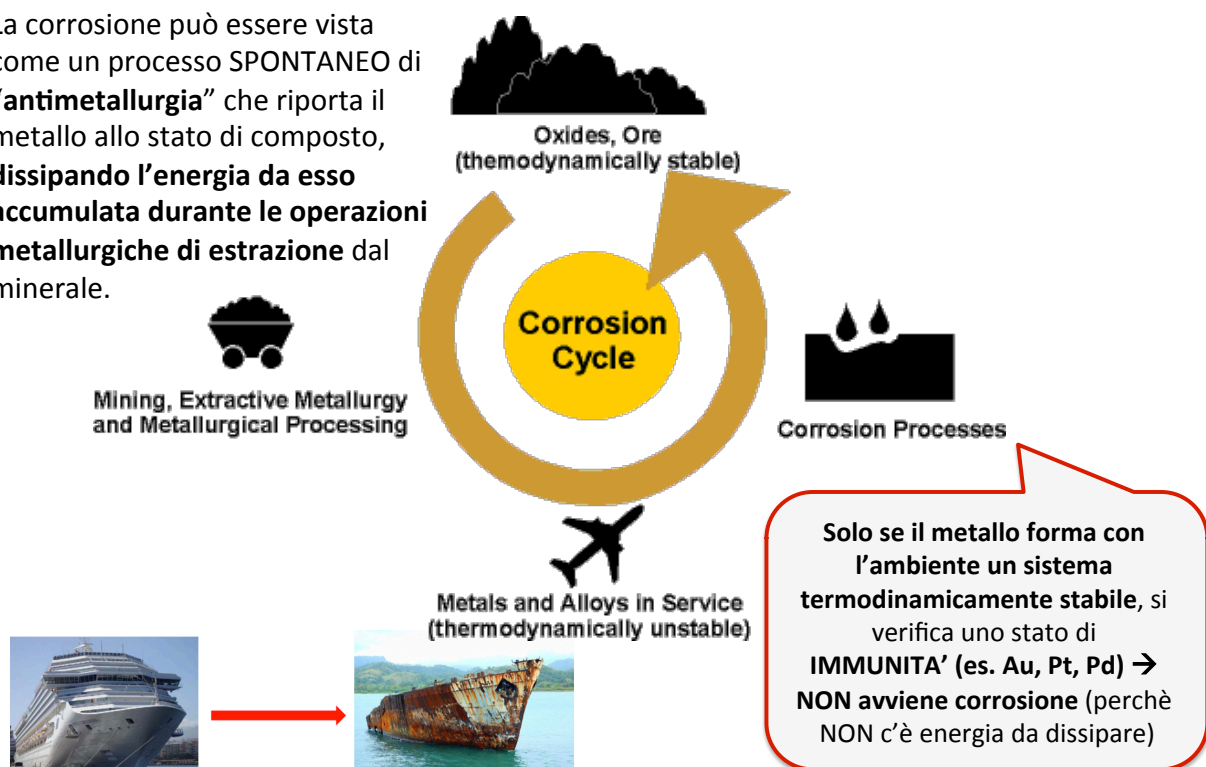 La corrosione può essere vista
come un processo SPONTANEO di
“antimetallurgia” che riporta il
metallo allo stato di composto,
dissipando l’energia da esso
accumulata durante le operazioni
metallurgiche di estrazione dal
minerale.
Oxides, Ore
(themodynamically stable)
Corrosion
Cycle
Mining, Extractive Metallurgy
and Metallurgical Processing
Corrosion Processes
Metals and Alloys in Service
(thermodynamically unstable)
Solo se il metallo forma con
l’ambiente un sistema
termodinamicamente stabile, si
verifica uno stato di
IMMUNITA’ (es. Au, Pt, Pd) →
NON avviene corrosione (perchè
NON c’è energia da dissipare)